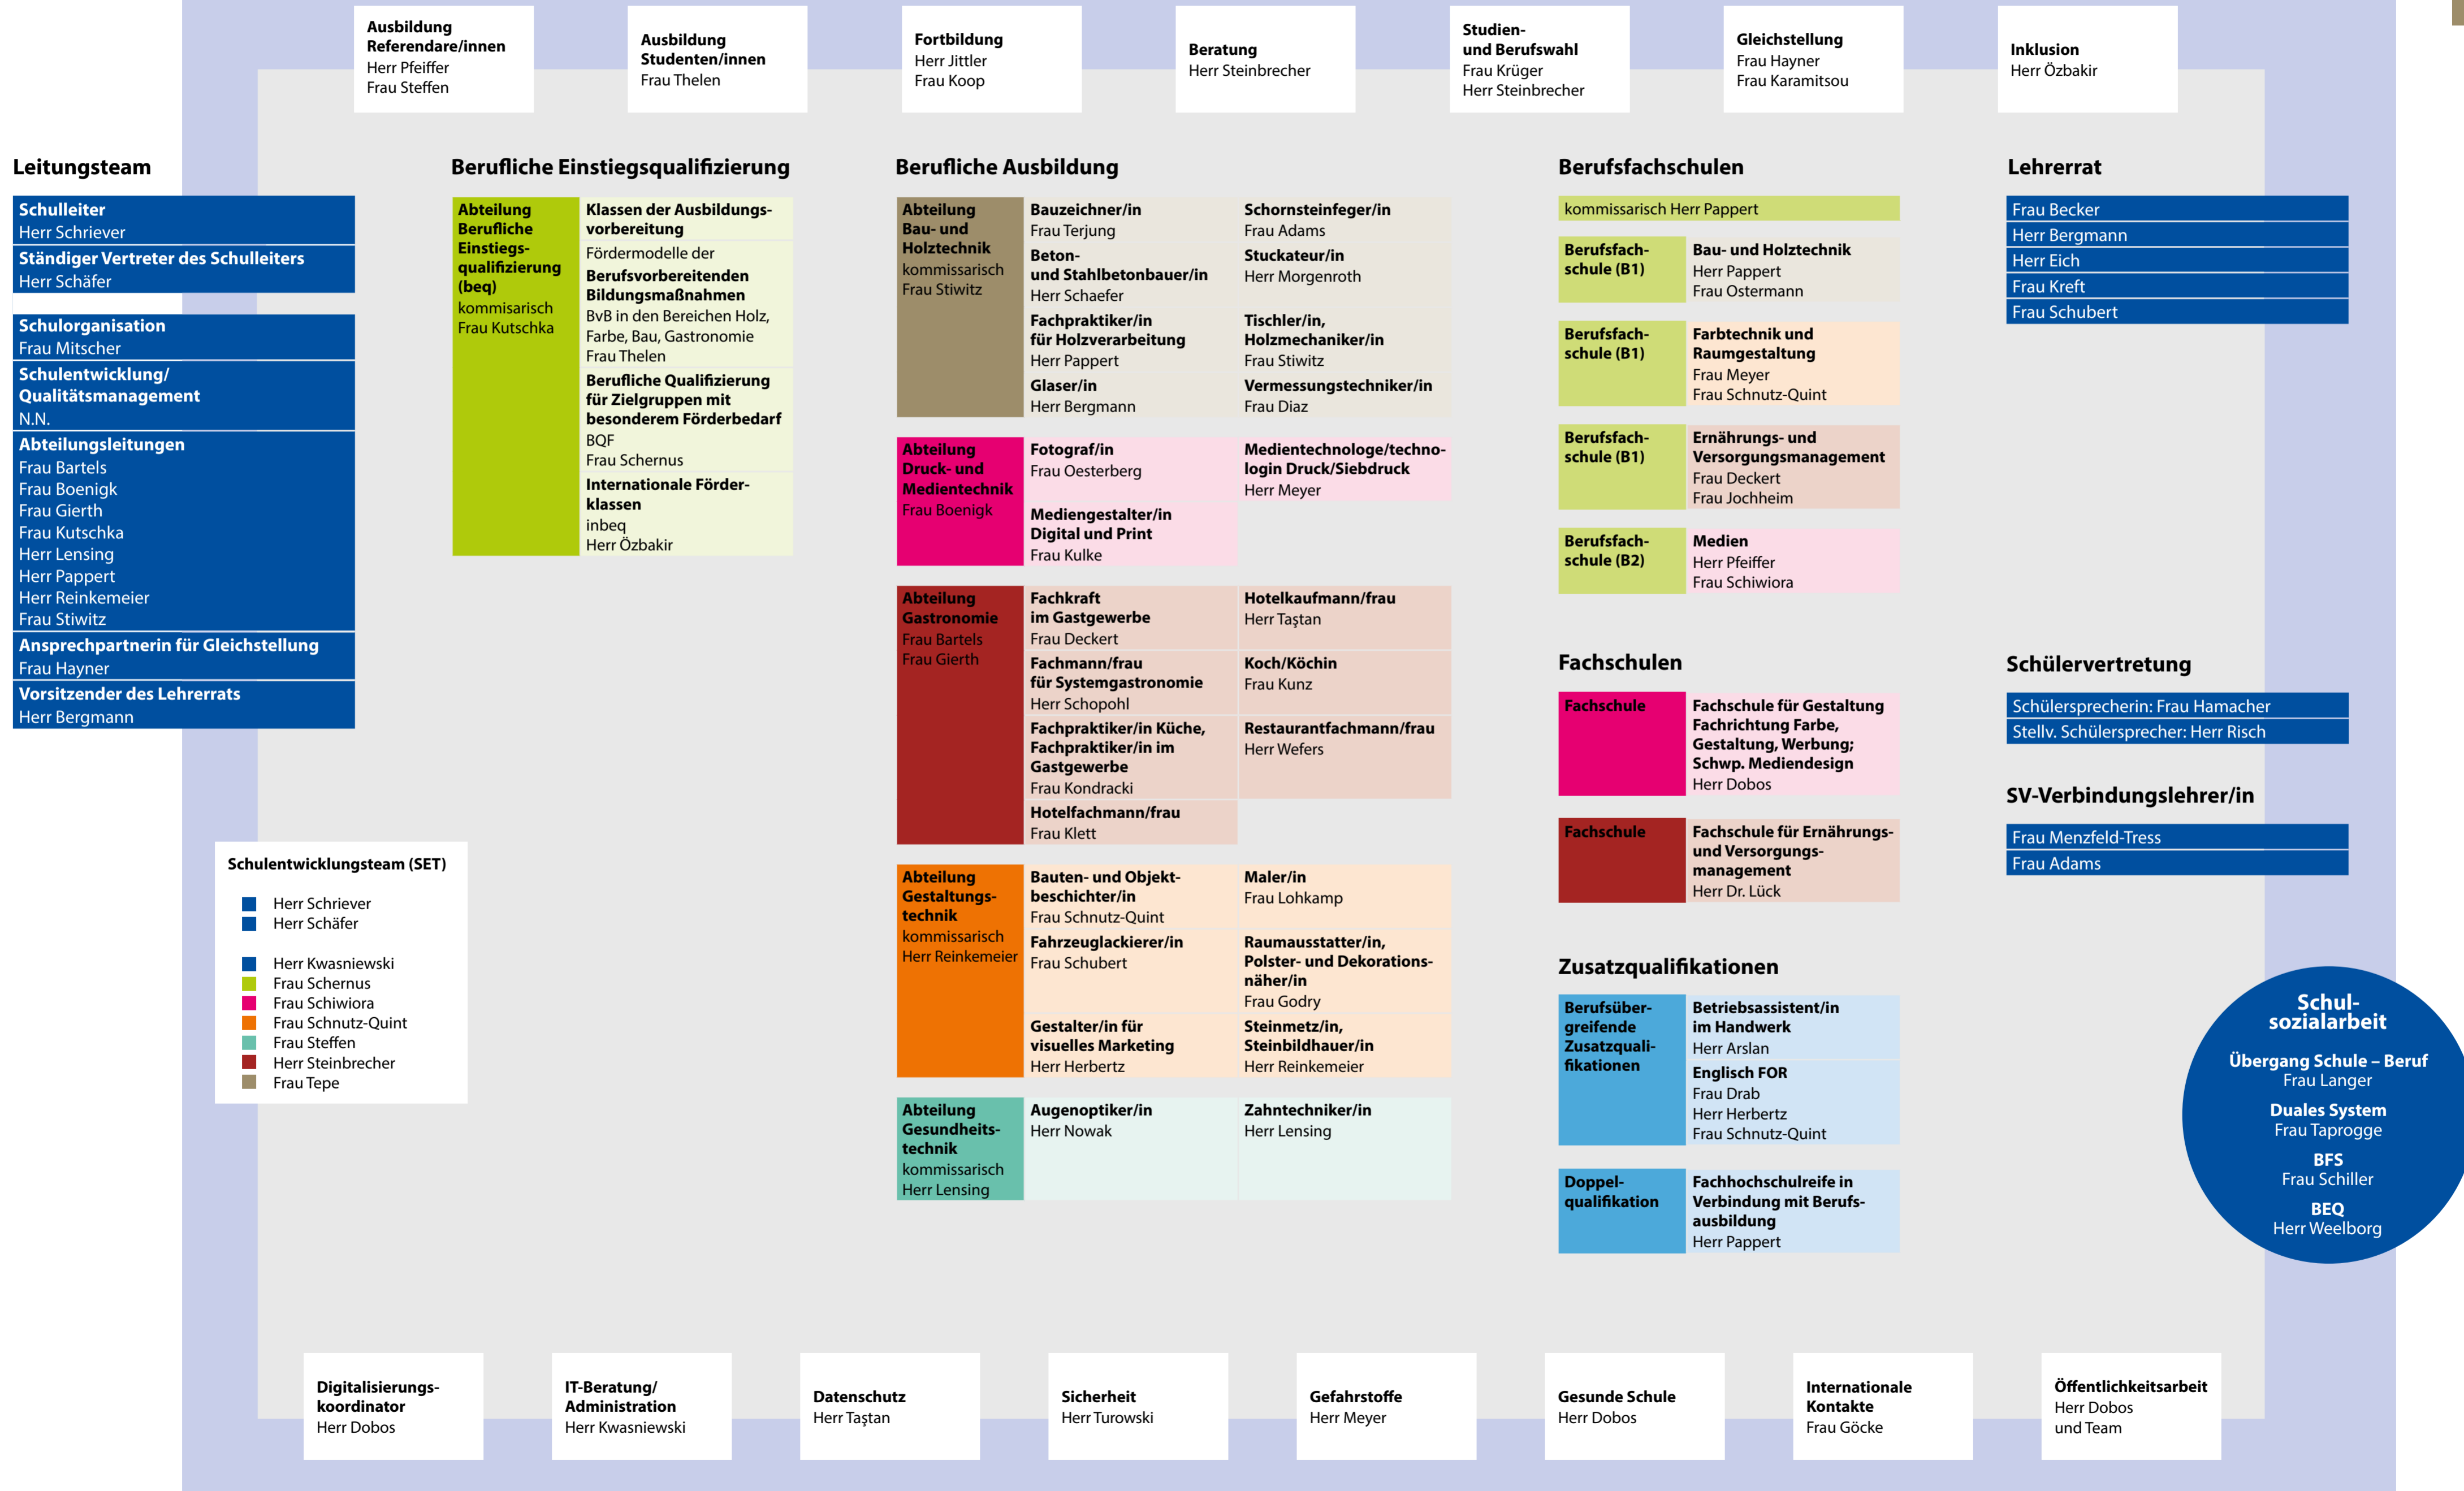 Ausbildung
Referendare/innen
Herr Pfeiffer
Frau Steffen
Ausbildung
Studenten/innen
Frau Thelen
Fortbildung
Herr Jittler
Frau Koop
Beratung
Herr Steinbrecher
Studien-
und Berufswahl
Frau Krüger
Herr Steinbrecher
Gleichstellung
Frau Hayner
Frau Karamitsou
Inklusion
Herr Özbakir
Leitungsteam
Schulleiter
Herr Schriever
Ständiger Vertreter des Schulleiters
Herr Schäfer
Schulorganisation
Frau Mitscher
Schulentwicklung/
Qualitätsmanagement
N.N.
Abteilungsleitungen
Frau Bartels
Frau Boenigk
Frau Gierth
Frau Kutschka
Herr Lensing
Herr Pappert
Herr Reinkemeier
Frau Stiwitz
Ansprechpartnerin für Gleichstellung
Frau Hayner
Vorsitzender des Lehrerrats
Herr Bergmann
Schulentwicklungsteam (SET)
Herr Schriever
Herr Schäfer
Herr Kwasniewski
Frau Schernus
Frau Schiwiora
Frau Schnutz-Quint
Frau Steffen
Herr Steinbrecher
Frau Tepe
Berufliche Einstiegsqualifizierung
Abteilung
Berufliche
Einstiegs-
qualifizierung
(beq)
kommisarisch
Frau Kutschka
Klassen der Ausbildungs-
vorbereitung
Fördermodelle der
Berufsvorbereitenden
Bildungsmaßnahmen
BvB in den Bereichen Holz,
Farbe, Bau, Gastronomie
Frau Thelen
Berufliche Qualifizierung
für Zielgruppen mit
besonderem Förderbedarf
BQF
Frau Schernus
Internationale Förder-
klassen
inbeq
Herr Özbakir
Berufliche Ausbildung
Abteilung
Bau- und
Holztechnik
kommissarisch
Frau Stiwitz
Bauzeichner/in
Frau Terjung
Beton-
und Stahlbetonbauer/in
Herr Schaefer
Fachpraktiker/in
für Holzverarbeitung
Herr Pappert
Glaser/in
Herr Bergmann
Schornsteinfeger/in
Frau Adams
Stuckateur/in
Herr Morgenroth
Tischler/in,
Holzmechaniker/in
Frau Stiwitz
Vermessungstechniker/in
Frau Diaz
Abteilung
Druck- und
Medientechnik
Frau Boenigk
Fotograf/in
Frau Oesterberg
Mediengestalter/in
Digital und Print
Frau Kulke
Medientechnologe/techno-
login Druck/Siebdruck
Herr Meyer
Abteilung
Gastronomie
Frau Bartels
Frau Gierth
Fachkraft
im Gastgewerbe
Frau Deckert
Fachmann/frau
für Systemgastronomie
Herr Schopohl
Fachpraktiker/in Küche,
Fachpraktiker/in im
Gastgewerbe
Frau Kondracki
Hotelfachmann/frau
Frau Klett
Hotelkaufmann/frau
Herr Taştan
Koch/Köchin
Frau Kunz
Restaurantfachmann/frau
Herr Wefers
Abteilung
Gestaltungs-
technik
kommissarisch
Herr Reinkemeier
Bauten- und Objekt-
beschichter/in
Frau Schnutz-Quint
Fahrzeuglackierer/in
Frau Schubert
Gestalter/in für
visuelles Marketing
Herr Herbertz
Maler/in
Frau Lohkamp
Raumausstatter/in,
Polster- und Dekorations-
näher/in
Frau Godry
Steinmetz/in,
Steinbildhauer/in
Herr Reinkemeier
Abteilung
Gesundheits-
technik
kommissarisch
Herr Lensing
Augenoptiker/in
Herr Nowak
Zahntechniker/in
Herr Lensing
Berufsfachschulen
kommissarisch Herr Pappert
Berufsfach-
schule (B1)
Bau- und Holztechnik
Herr Pappert
Frau Ostermann
Berufsfach-
schule (B1)
Farbtechnik und
Raumgestaltung
Frau Meyer
Frau Schnutz-Quint
Berufsfach-
schule (B1)
Ernährungs- und
Versorgungsmanagement
Frau Deckert
Frau Jochheim
Berufsfach-
schule (B2)
Medien
Herr Pfeiffer
Frau Schiwiora
Fachschulen
Fachschule
Fachschule für Gestaltung
Fachrichtung Farbe,
Gestaltung, Werbung;
Schwp. Mediendesign
Herr Dobos
Fachschule
Fachschule für Ernährungs-
und Versorgungs-
management
Herr Dr. Lück
Zusatzqualifikationen
Berufsüber-
greifende
Zusatzquali-
fikationen
Betriebsassistent/in
im Handwerk
Herr Arslan
Englisch FOR
Frau Drab
Herr Herbertz
Frau Schnutz-Quint
Doppel-
qualifikation
Fachhochschulreife in
Verbindung mit Berufs-
ausbildung
Herr Pappert
Lehrerrat
Frau Becker
Herr Bergmann
Herr Eich
Frau Kreft
Frau Schubert
Schülervertretung
Schülersprecherin: Frau Hamacher
Stellv. Schülersprecher: Herr Risch
SV-Verbindungslehrer/in
Frau Menzfeld-Tress
Frau Adams
Schul-
sozialarbeit
Übergang Schule – Beruf
Frau Langer
Duales System
Frau Taprogge
BFS
Frau Schiller
BEQ
Herr Weelborg
Digitalisierungs-
koordinator
Herr Dobos
IT-Beratung/
Administration
Herr Kwasniewski
Datenschutz
Herr Taştan
Sicherheit
Herr Turowski
Gefahrstoffe
Herr Meyer
Gesunde Schule
Herr Dobos
Internationale
Kontakte
Frau Göcke
Öffentlichkeitsarbeit
Herr Dobos
und Team